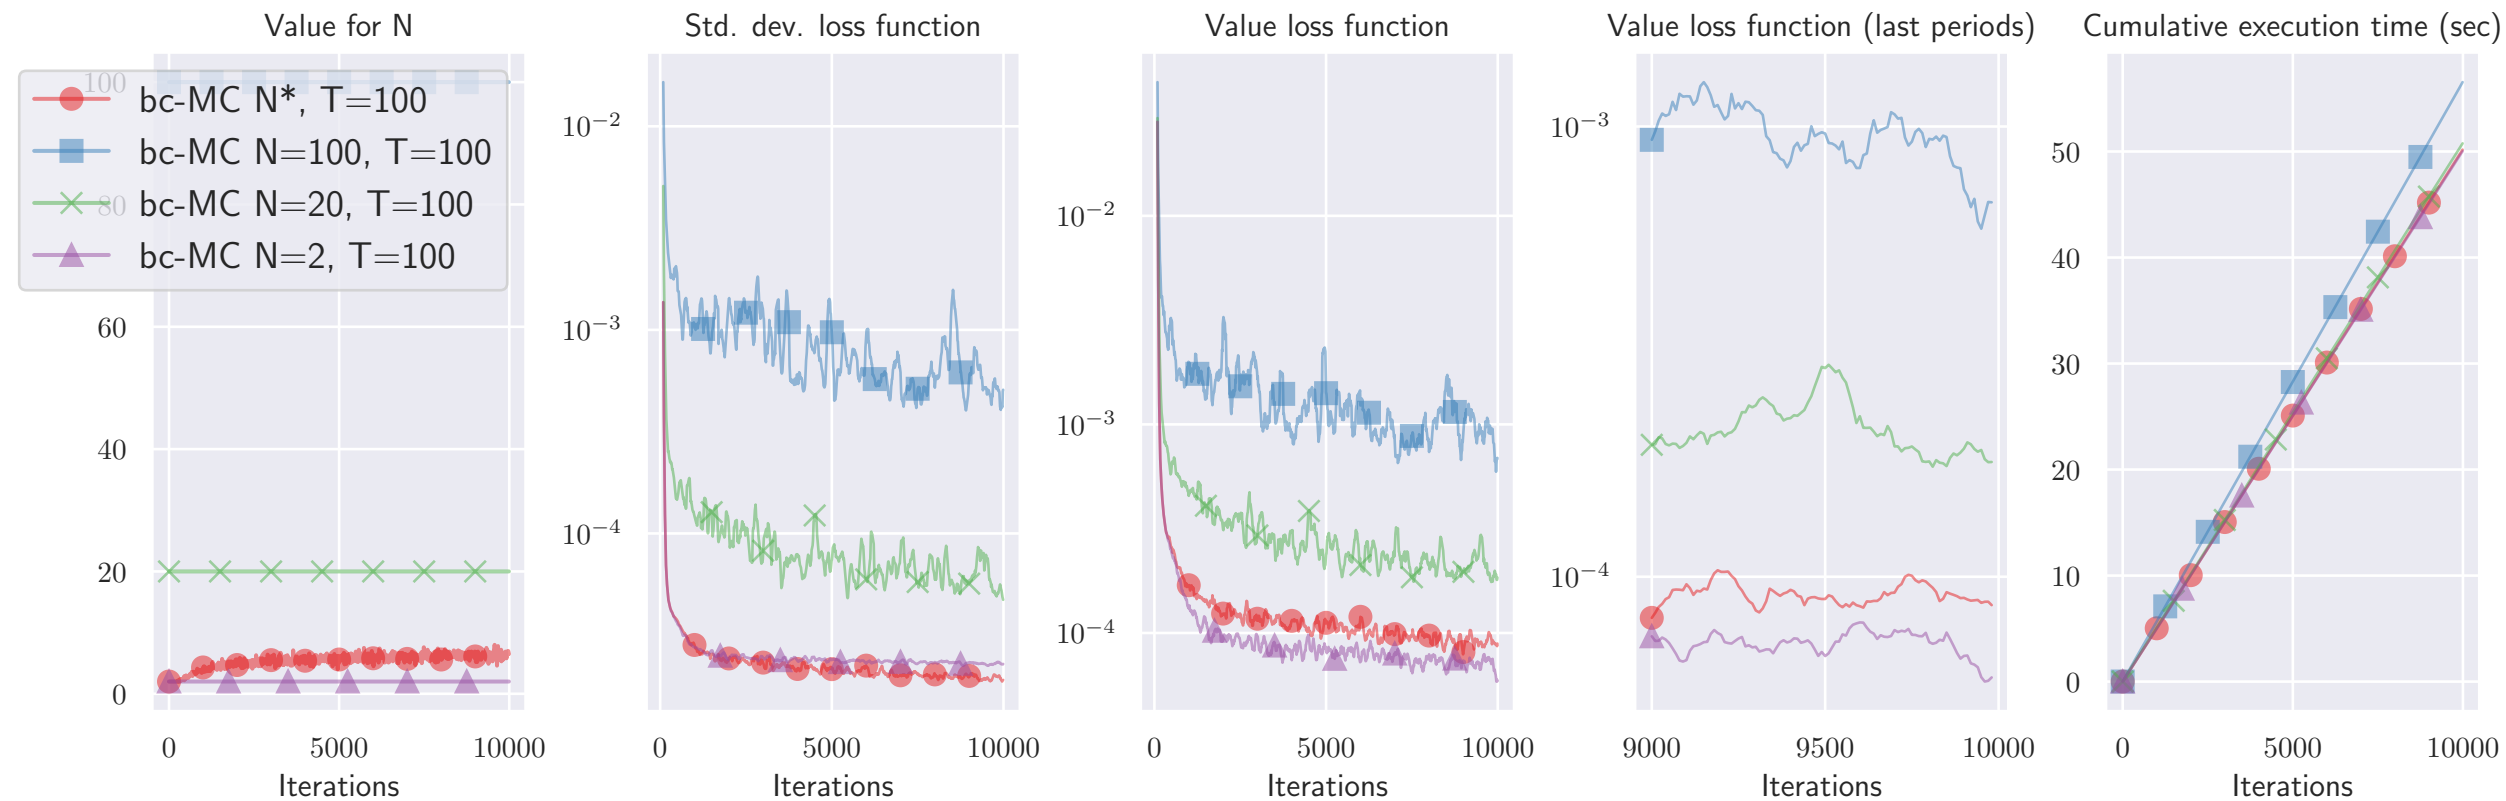 Value for N
Std. dev. loss function
Value loss function
Value loss function (last periods)
Cumulative execution time (sec)
bc-MC N*, T=100
bc-MC N=100, T=100
bc-MC N=20, T=100
bc-MC N=2, T=100
100
80
60
40
20
0
0 5000 10000
Iterations
10⁻²
10⁻³
10⁻⁴
0 5000 10000
Iterations
10⁻²
10⁻³
10⁻⁴
0 5000 10000
Iterations
10⁻³
10⁻⁴
9000 9500 10000
Iterations
50
40
30
20
10
0
0 5000 10000
Iterations